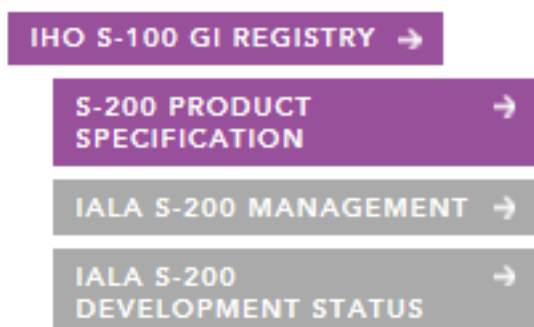 IHO S-100 GI REGISTRY →
S-200 PRODUCT →
SPECIFICATION
IALA S-200 MANAGEMENT →
IALA S-200 →
DEVELOPMENT STATUS